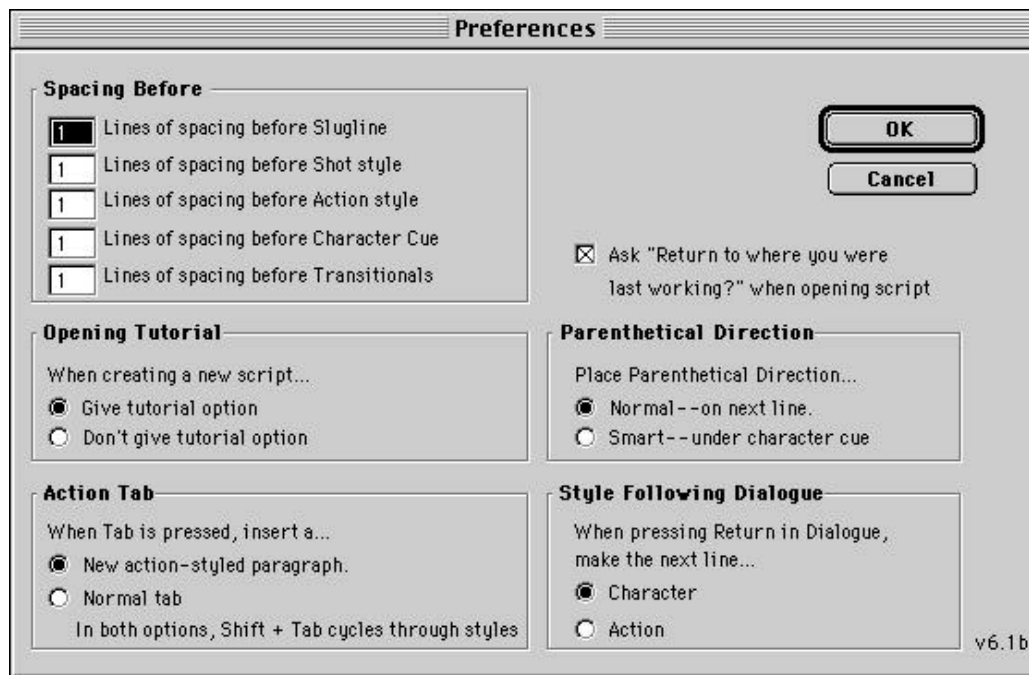 Preferences
Spacing Before
1 Lines of spacing before Slugline
1 Lines of spacing before Shot style
1 Lines of spacing before Action style
1 Lines of spacing before Character Cue
1 Lines of spacing before Transitionals
OK
Cancel
Ask "Return to where you were
last working?" when opening script
Opening Tutorial
When creating a new script...
Give tutorial option
Don't give tutorial option
Parenthetical Direction
Place Parenthetical Direction...
Normal--on next line.
Smart--under character cue
Action Tab
When Tab is pressed, insert a...
New action-styled paragraph.
Normal tab
In both options, Shift + Tab cycles through styles
Style Following Dialogue
When pressing Return in Dialogue,
make the next line...
Character
Action
v6.1b